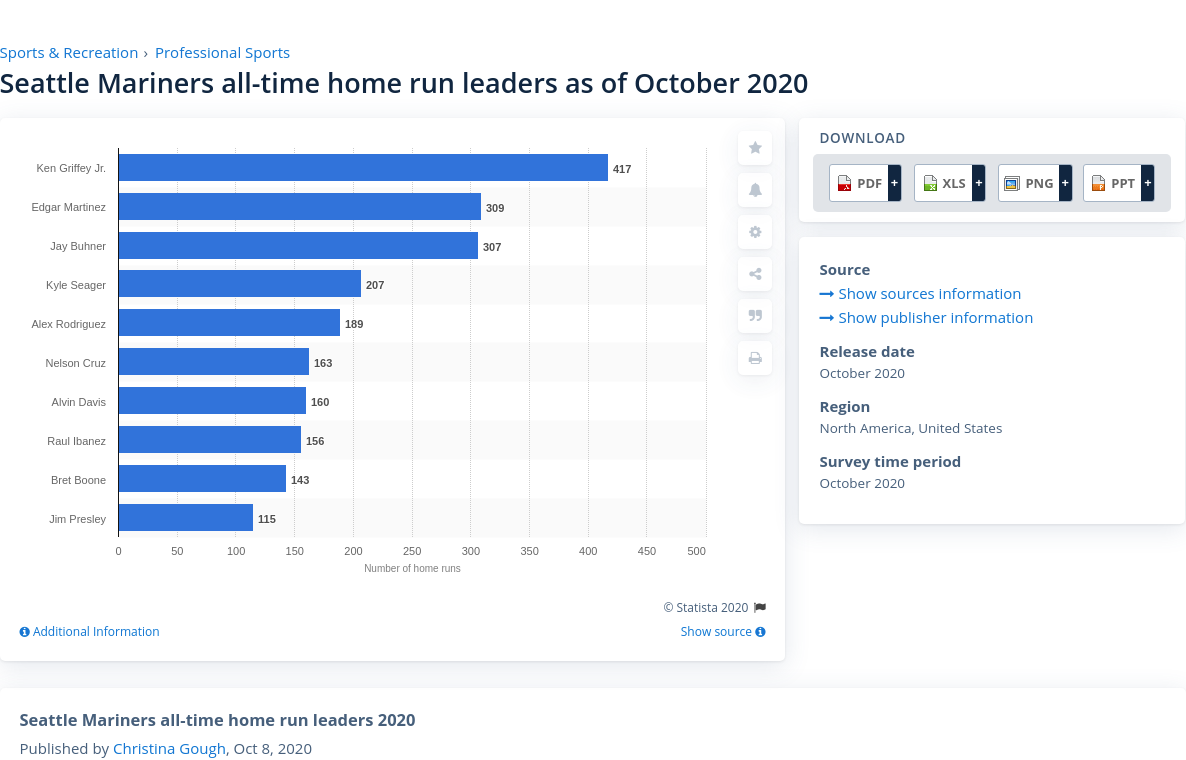 Sports & Recreation › Professional Sports
Seattle Mariners all-time home run leaders as of October 2020
Ken Griffey Jr. 417
Edgar Martinez 309
Jay Buhner 307
Kyle Seager 207
Alex Rodriguez 189
Nelson Cruz 163
Alvin Davis 160
Raul Ibanez 156
Bret Boone 143
Jim Presley 115
0 50 100 150 200 250 300 350 400 450 500
Number of home runs
© Statista 2020
Additional Information
Show source
DOWNLOAD
PDF + XLS + PNG + PPT +
Source
Show sources information
Show publisher information
Release date
October 2020
Region
North America, United States
Survey time period
October 2020
Seattle Mariners all-time home run leaders 2020
Published by Christina Gough, Oct 8, 2020